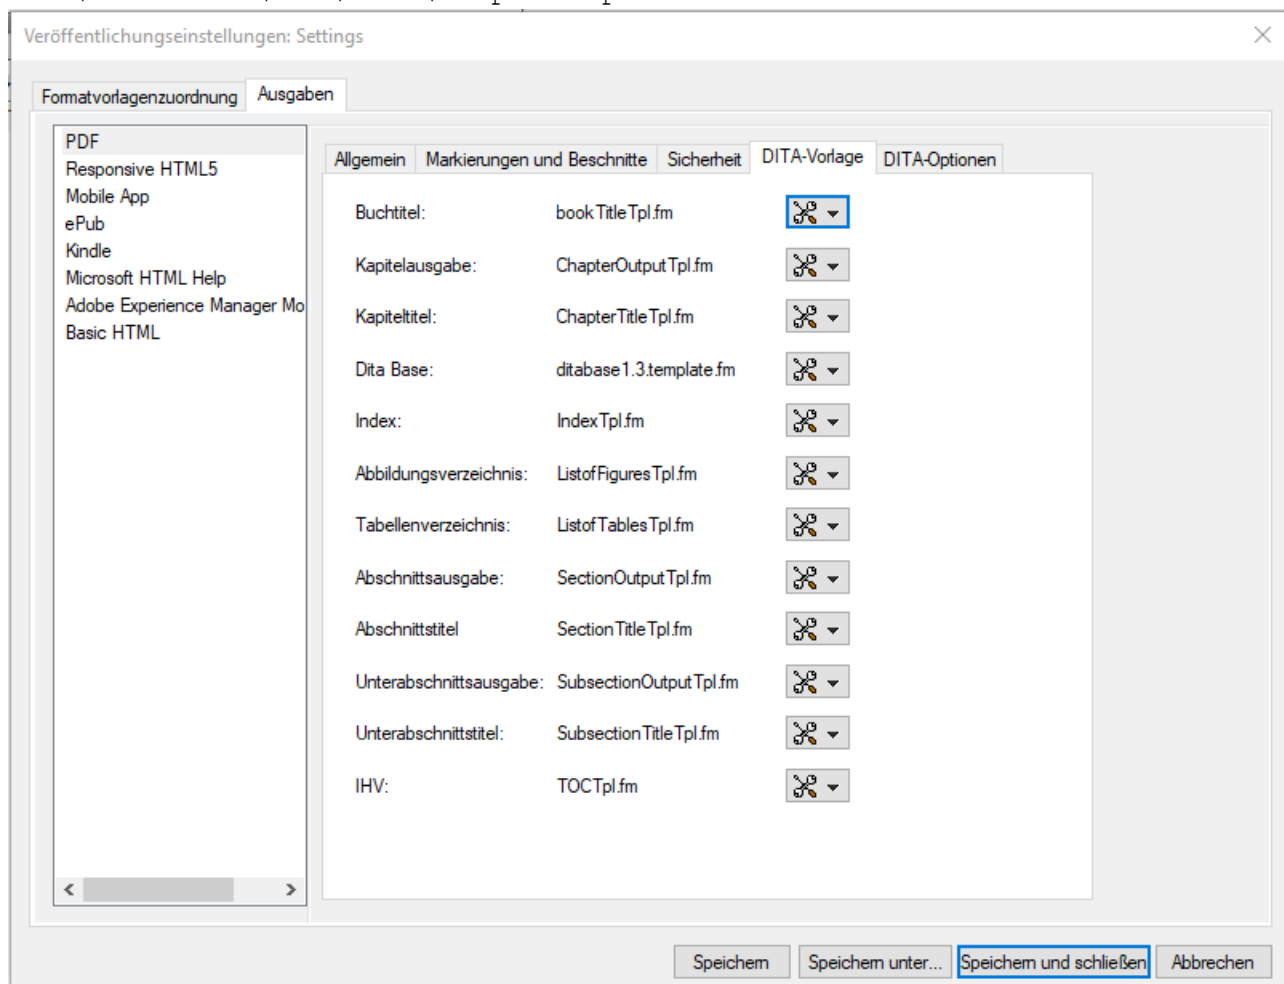 Veröffentlichungseinstellungen: Settings
Formatvorlagenzuordnung Ausgaben
PDF
Responsive HTML5
Mobile App
ePub
Kindle
Microsoft HTML Help
Adobe Experience Manager Mo
Basic HTML
Allgemein Markierungen und Beschnitte Sicherheit DITA-Vorlage DITA-Optionen
Buchtitel: bookTitleTpl.fm
Kapitelausgabe: ChapterOutputTpl.fm
Kapiteltitel: ChapterTitleTpl.fm
Dita Base: ditabase1.3.template.fm
Index: IndexTpl.fm
Abbildungsverzeichnis: ListofFiguresTpl.fm
Tabellenverzeichnis: ListofTablesTpl.fm
Abschnittsausgabe: SectionOutputTpl.fm
Abschnittstitel SectionTitleTpl.fm
Unterabschnittsausgabe: SubsectionOutputTpl.fm
Unterabschnittstitel: SubsectionTitleTpl.fm
IHV: TOCTpl.fm
Speichern Speichern unter... Speichern und schließen Abbrechen